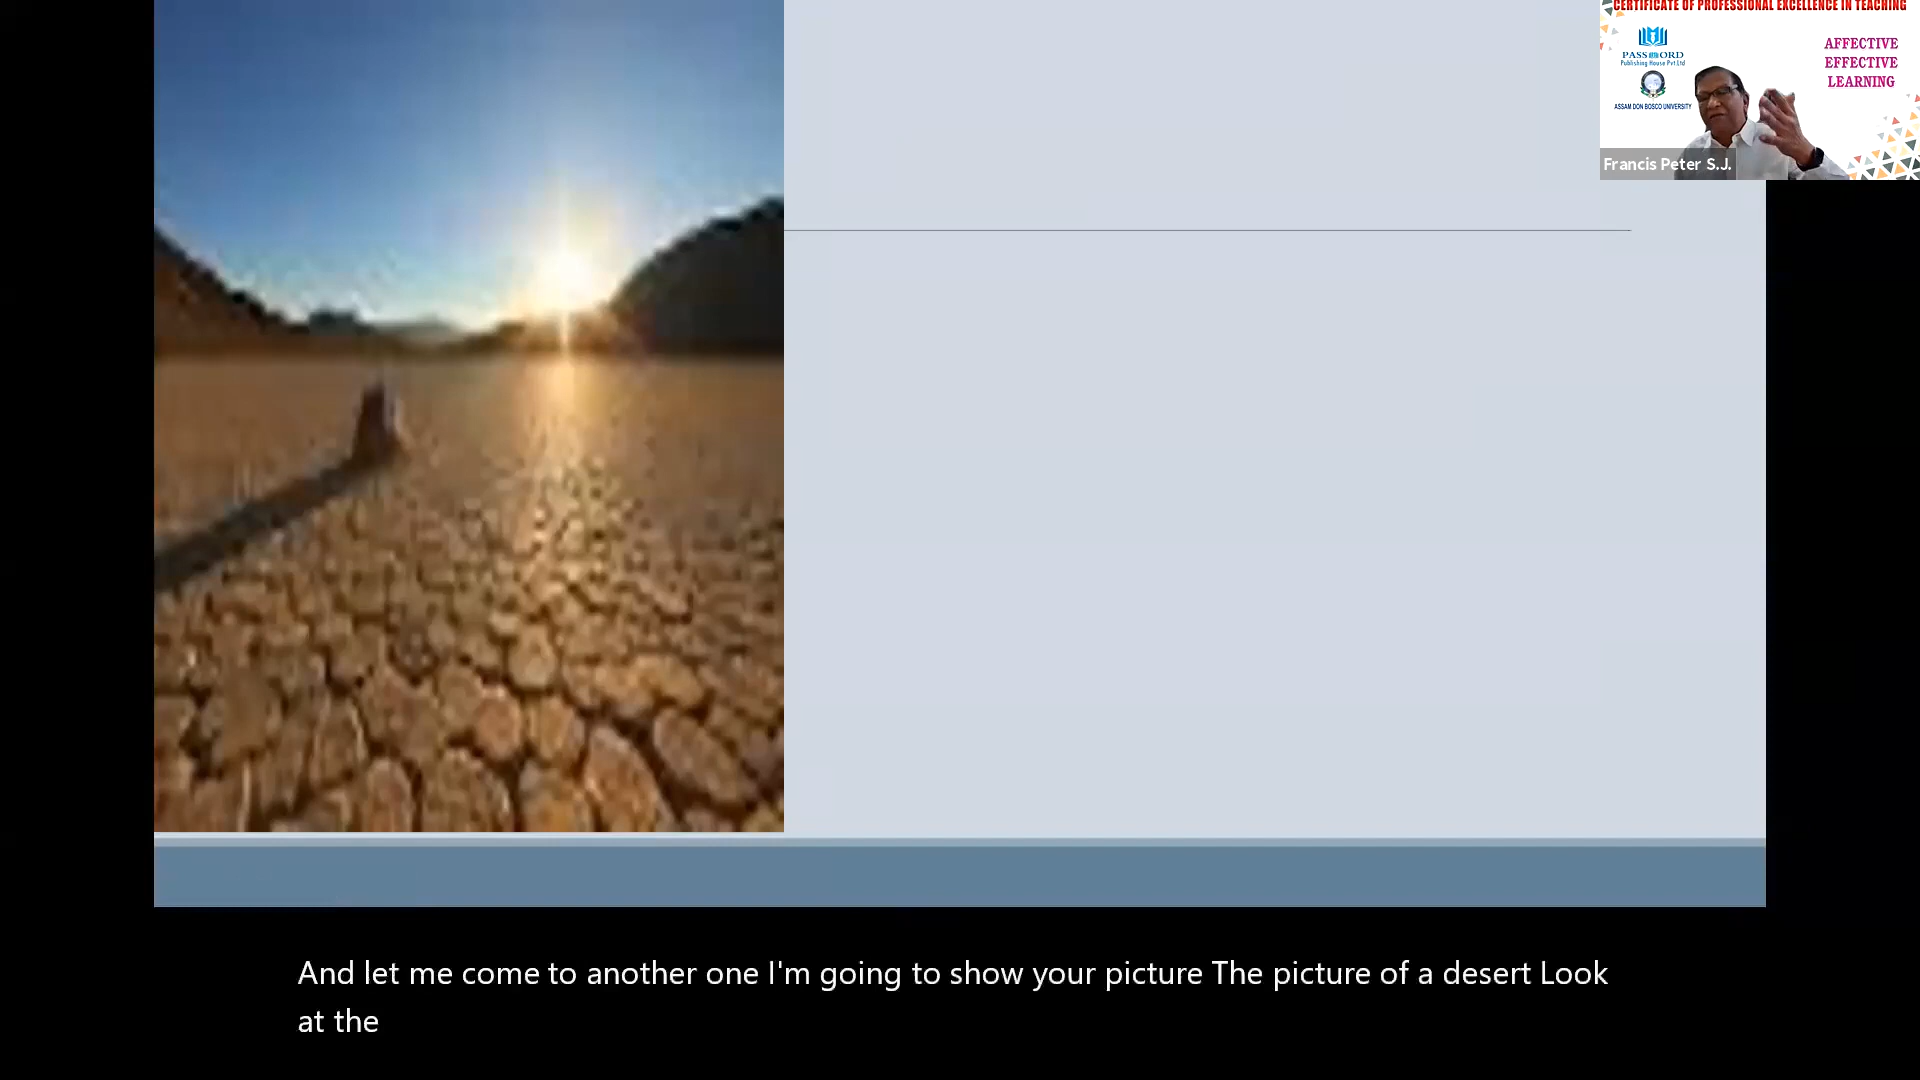 CERTIFICATE OF PROFESSIONAL EXCELLENCE IN TEACHING
PASSWORD
Publishing House Pvt.Ltd
ASSAM DON BOSCO UNIVERSITY
AFFECTIVE
EFFECTIVE
LEARNING
Francis Peter S.J.
And let me come to another one I'm going to show your picture The picture of a desert Look
at the